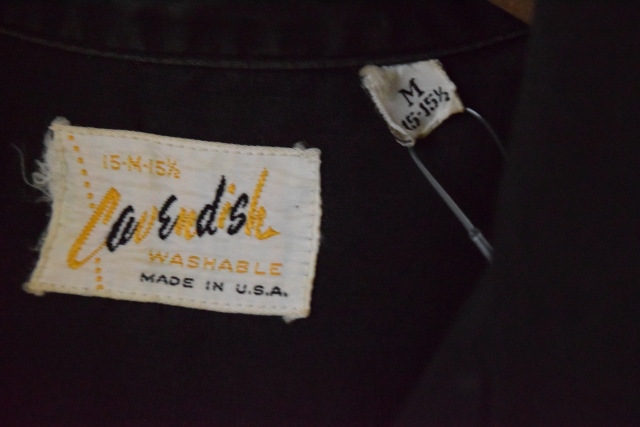 15-M-15½
Cavendish
WASHABLE
MADE IN U.S.A.
M
15-15½